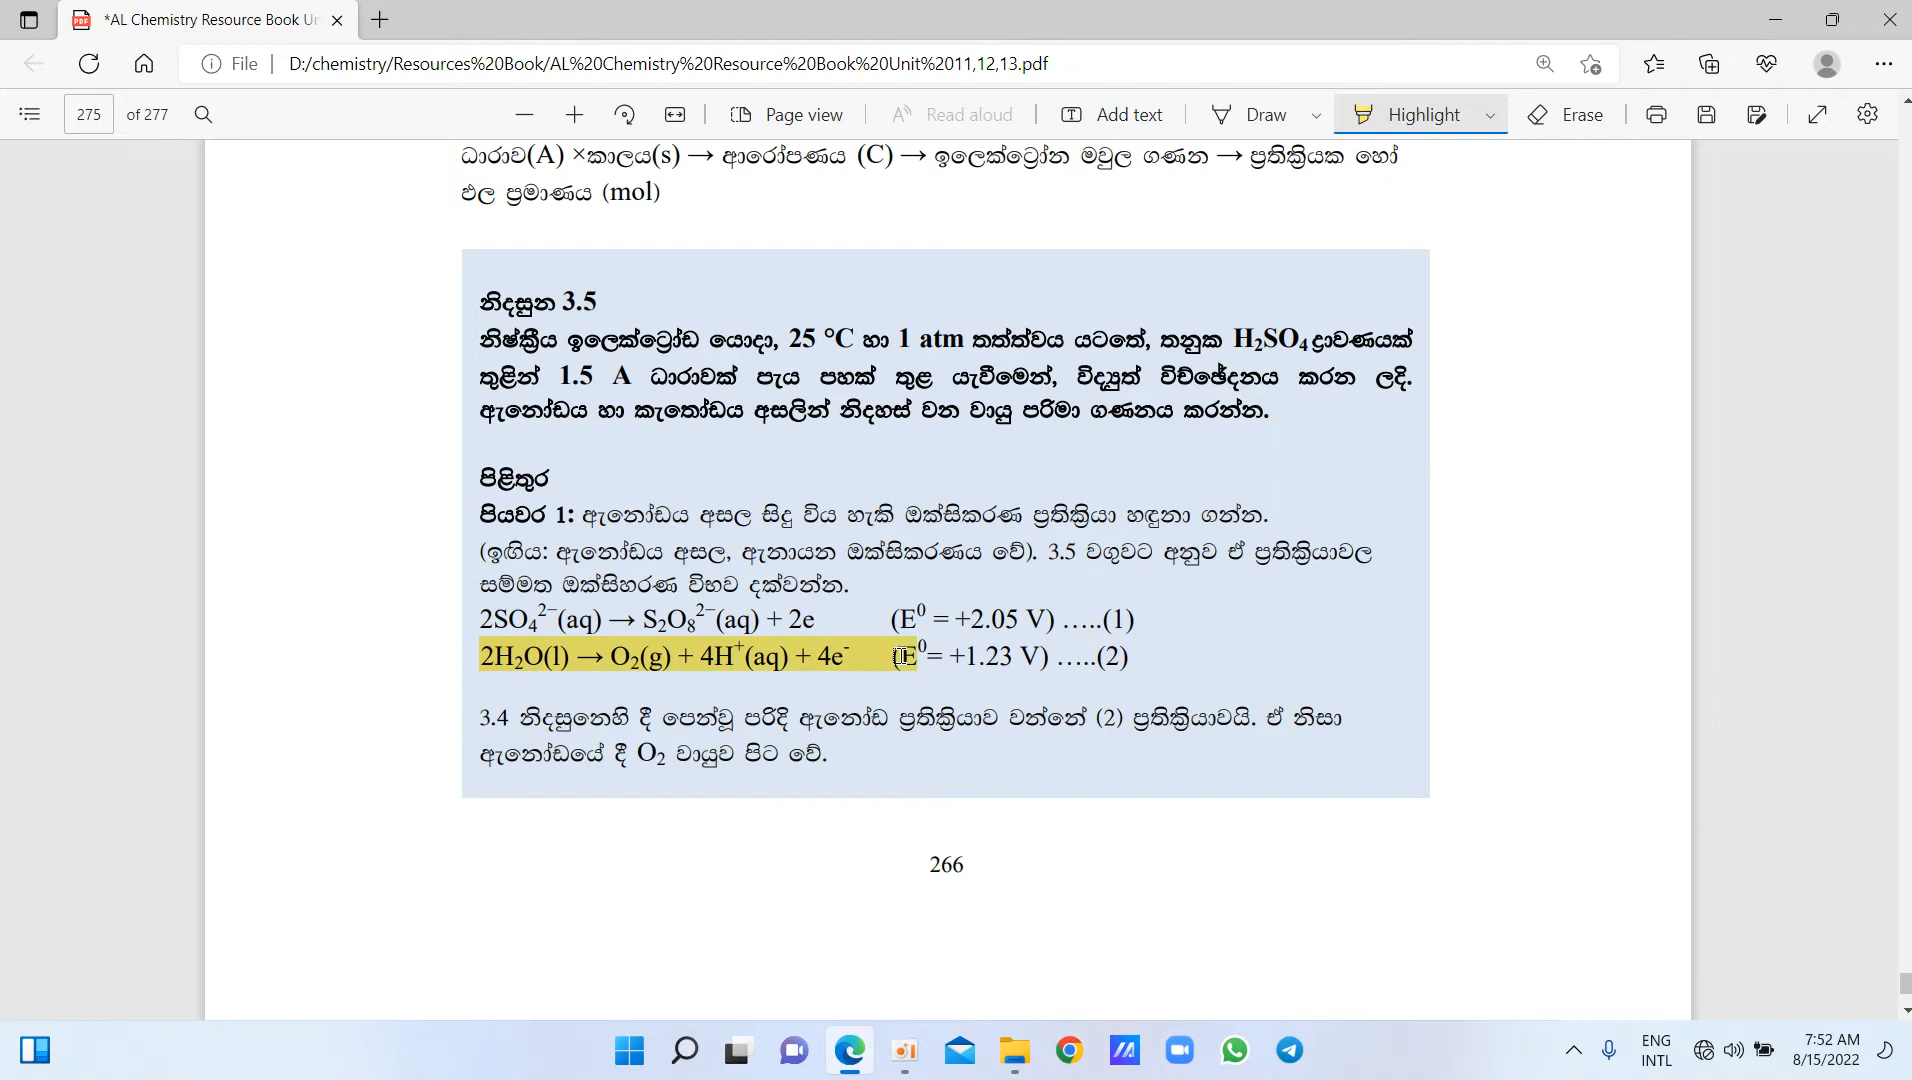 *AL Chemistry Resource Book Un
File
D:/chemistry/Resources%20Book/AL%20Chemistry%20Resource%20Book%20Unit%2011,12,13.pdf
275 of 277
Page view
Read aloud
Add text
Draw
Highlight
Erase
ධාරාව(A) ×කාලය(s) → ආරෝපණය (C) → ඉලෙක්ට්‍රෝන මවුල ගණන → ප්‍රතික්‍රියක හෝ
ඵල ප්‍රමාණය (mol)
නිදසුන 3.5
නිෂ්ක්‍රීය ඉලෙක්ට්‍රෝඩ යොදා, 25 °C හා 1 atm තත්ත්වය යටතේ, තනුක H₂SO₄ ද්‍රාවණයක්
තුළින් 1.5 A ධාරාවක් පැය පහක් තුළ යැවීමෙන්, විද්‍යුත් විච්ඡේදනය කරන ලදි.
ඇනෝඩය හා කැතෝඩය අසලින් නිදහස් වන වායු පරිමා ගණනය කරන්න.
පිළිතුර
පියවර 1: ඇනෝඩය අසල සිදු විය හැකි ඔක්සිකරණ ප්‍රතික්‍රියා හඳුනා ගන්න.
(ඉඟිය: ඇනෝඩය අසල, ඇනායන ඔක්සිකරණය වේ). 3.5 වගුවට අනුව ඒ ප්‍රතික්‍රියාවල
සම්මත ඔක්සිහරණ විභව දක්වන්න.
2SO₄²⁻(aq) → S₂O₈²⁻(aq) + 2e (E⁰ = +2.05 V) …..(1)
2H₂O(l) → O₂(g) + 4H⁺(aq) + 4e⁻ (E⁰= +1.23 V) …..(2)
3.4 නිදසුනෙහි දී පෙන්වූ පරිදි ඇනෝඩ ප්‍රතික්‍රියාව වන්නේ (2) ප්‍රතික්‍රියාවයි. ඒ නිසා
ඇනෝඩයේ දී O₂ වායුව පිට වේ.
266
ENG
INTL
7:52 AM
8/15/2022